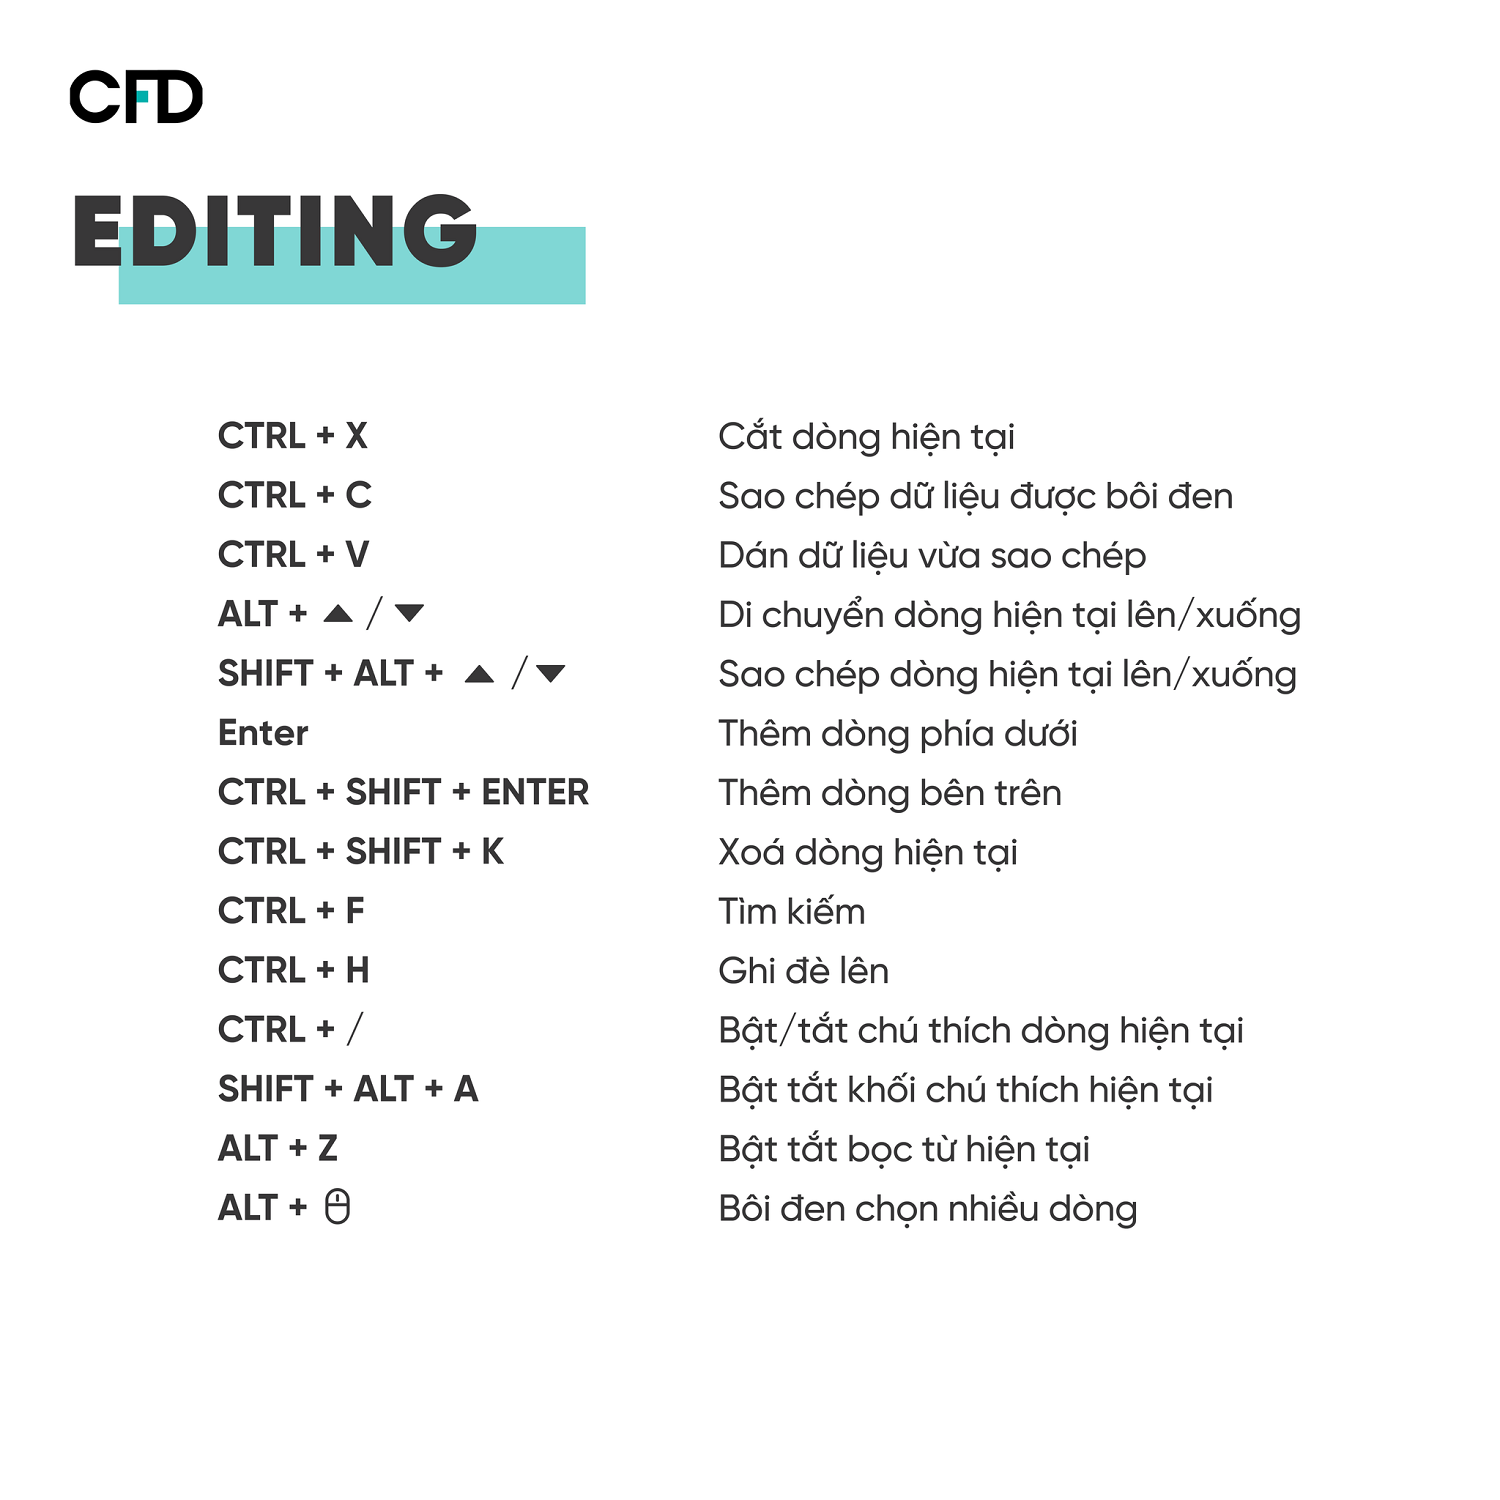 CFD
EDITING
CTRL + X Cắt dòng hiện tại
CTRL + C Sao chép dữ liệu được bôi đen
CTRL + V Dán dữ liệu vừa sao chép
ALT + ▲ / ▼ Di chuyển dòng hiện tại lên/xuống
SHIFT + ALT + ▲ / ▼ Sao chép dòng hiện tại lên/xuống
Enter Thêm dòng phía dưới
CTRL + SHIFT + ENTER Thêm dòng bên trên
CTRL + SHIFT + K Xoá dòng hiện tại
CTRL + F Tìm kiếm
CTRL + H Ghi đè lên
CTRL + / Bật/tắt chú thích dòng hiện tại
SHIFT + ALT + A Bật tắt khối chú thích hiện tại
ALT + Z Bật tắt bọc từ hiện tại
ALT + Bôi đen chọn nhiều dòng